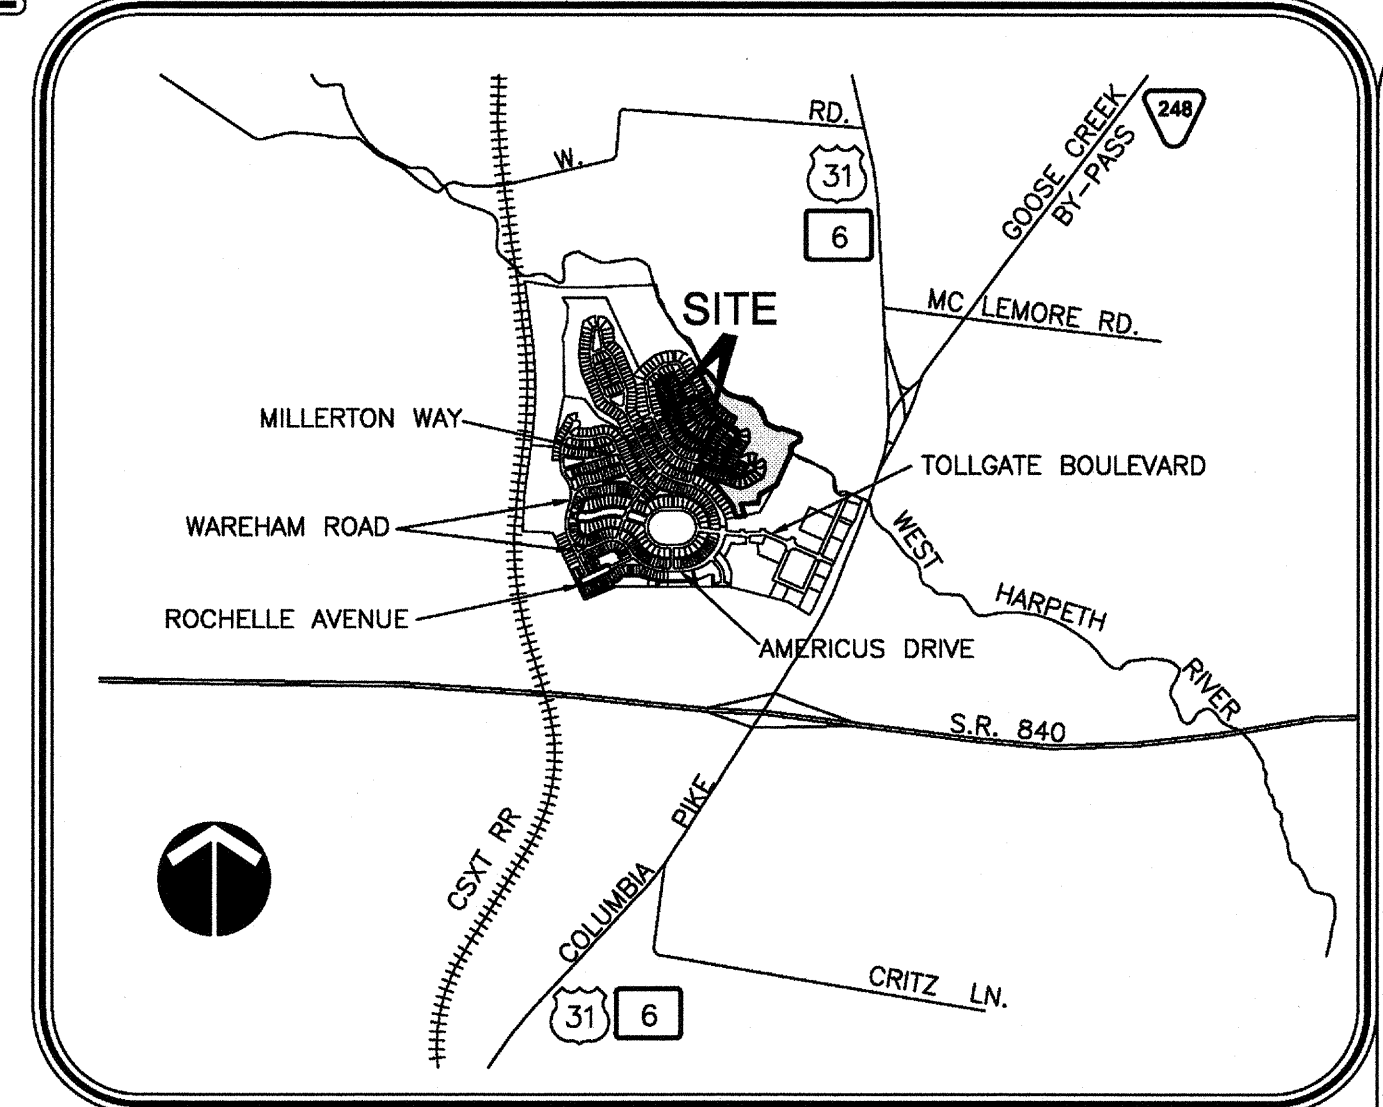 RD.
248
GOOSE CREEK
BY-PASS
W.
31
6
SITE
MC LEMORE RD.
MILLERTON WAY
TOLLGATE BOULEVARD
WAREHAM ROAD
WEST
HARPETH
RIVER
ROCHELLE AVENUE
AMERICUS DRIVE
S.R. 840
CSXT RR
COLUMBIA PIKE
CRITZ LN.
31
6